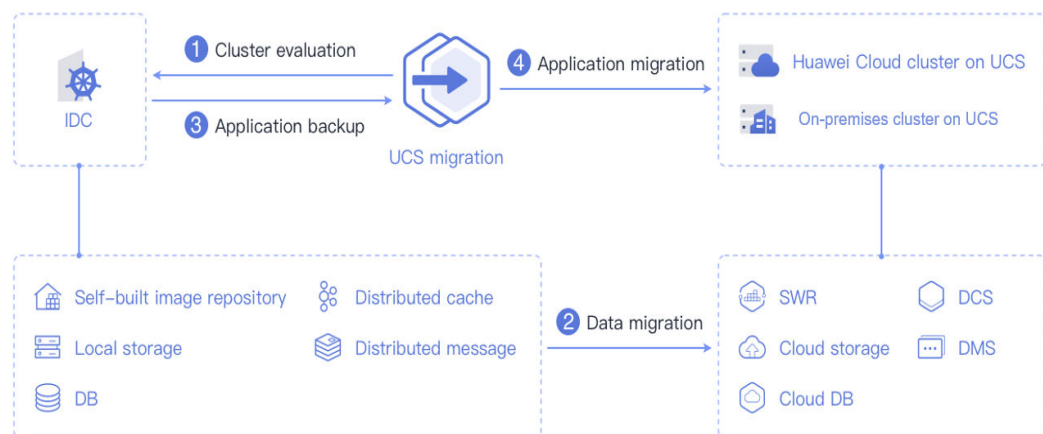 1 Cluster evaluation
4 Application migration
Huawei Cloud cluster on UCS
IDC
3 Application backup
On-premises cluster on UCS
UCS migration
Self-built image repository
Distributed cache
Local storage
Distributed message
DB
2 Data migration
SWR
DCS
Cloud storage
DMS
Cloud DB